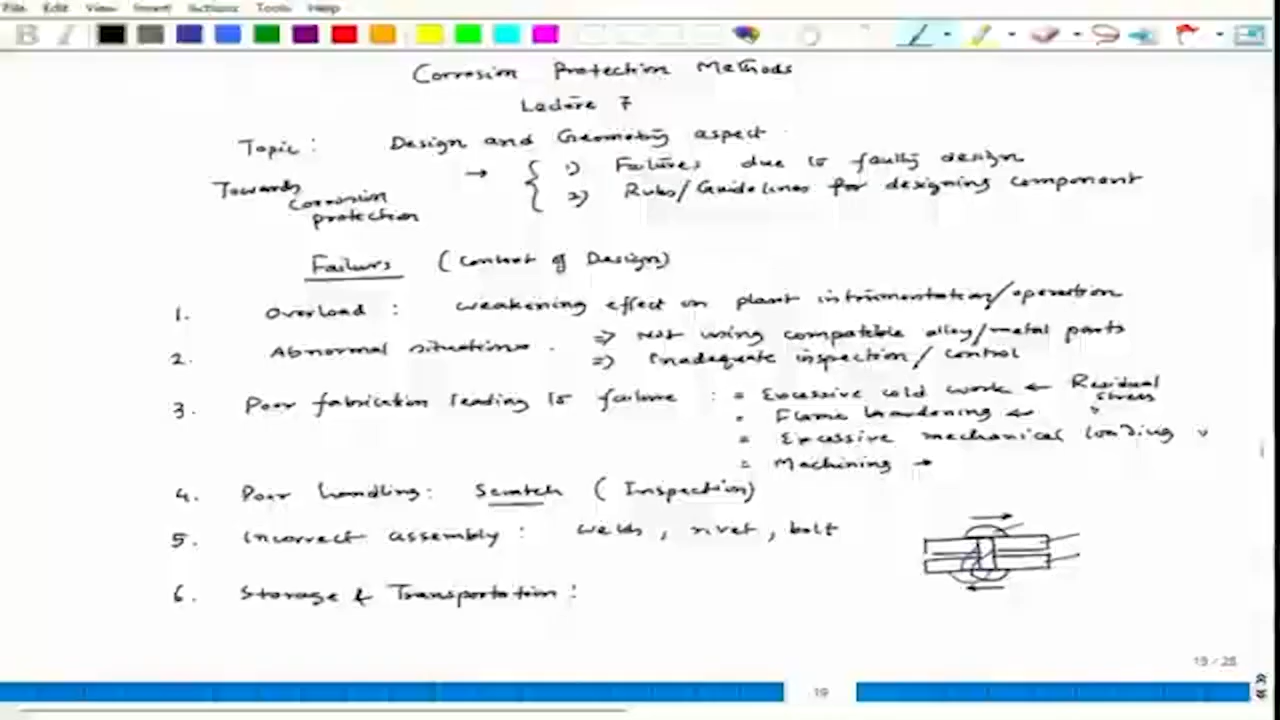 File Edit View Insert Actions Tools Help
B I
Corrosion Protection Methods
Lecture 7
Topic : Design and Geometry aspect
Towards corrosion protection
→ { 1) Failures due to faulty design
2) Rules/Guidelines for designing component
Failures (Context of Design)
1. Overload : weakening effect on plant instrumentation/operation
2. Abnormal situations. ⇒ Not using compatible alloy/metal parts
⇒ Inadequate inspection/control
3. Poor fabrication leading to failure : = Excessive cold work ← Residual stress
= Flame hardening ←
= Excessive mechanical loading
= Machining →
4. Poor handling: Scratch (Inspection)
5. Incorrect assembly : welds, rivet, bolt
6. Storage & Transportation :
19 / 28
19